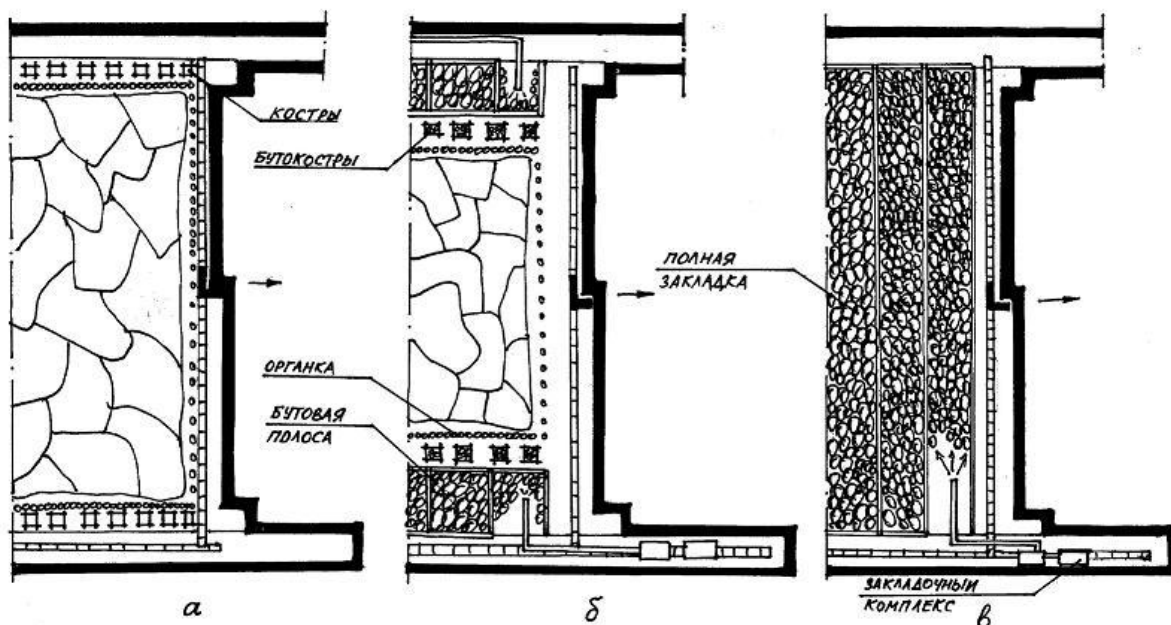 КОСТРЫ
БУТОКОСТРЫ
ОРГАНКА
БУТОВАЯ
ПОЛОСА
ПОЛНАЯ
ЗАКЛАДКА
ЗАКЛАДОЧНЫЙ
КОМПЛЕКС
а
б
в